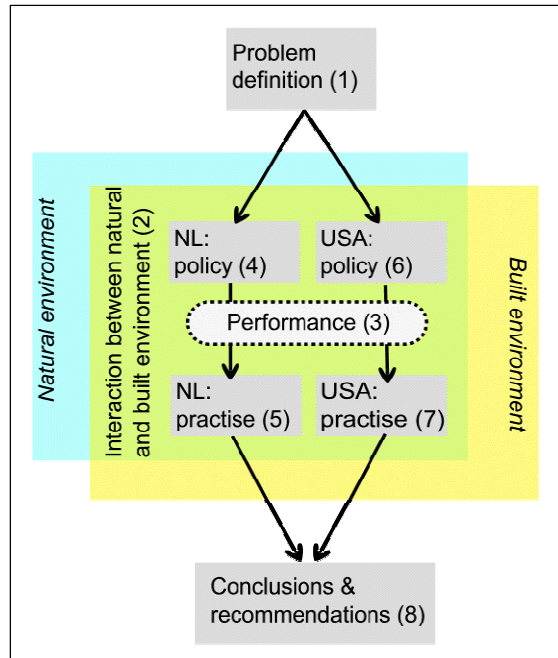 Problem
definition (1)
Natural environment
Interaction between natural
and built environment (2)
NL:
policy (4)
USA:
policy (6)
Built environment
Performance (3)
NL:
practise (5)
USA:
practise (7)
Conclusions &
recommendations (8)